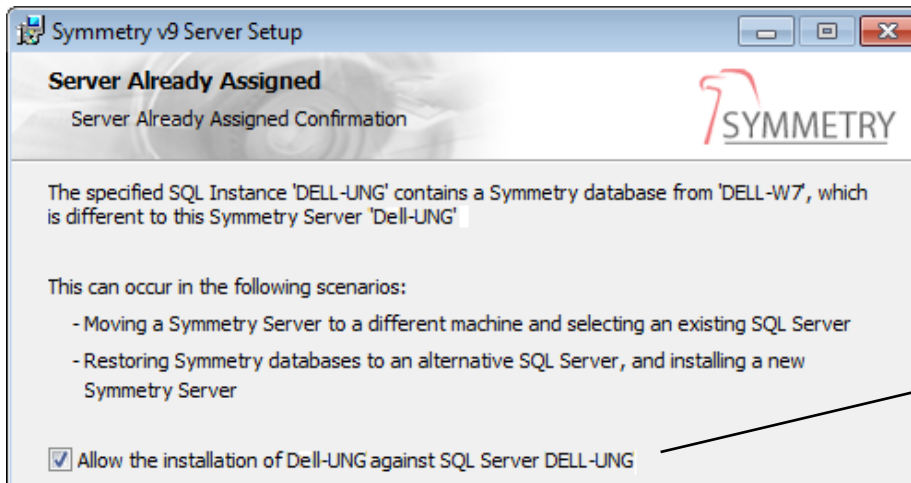 Symmetry v9 Server Setup
Server Already Assigned
Server Already Assigned Confirmation
SYMMETRY
The specified SQL Instance 'DELL-UNG' contains a Symmetry database from 'DELL-W7', which
is different to this Symmetry Server 'Dell-UNG'
This can occur in the following scenarios:
- Moving a Symmetry Server to a different machine and selecting an existing SQL Server
- Restoring Symmetry databases to an alternative SQL Server, and installing a new
Symmetry Server
Allow the installation of Dell-UNG against SQL Server DELL-UNG